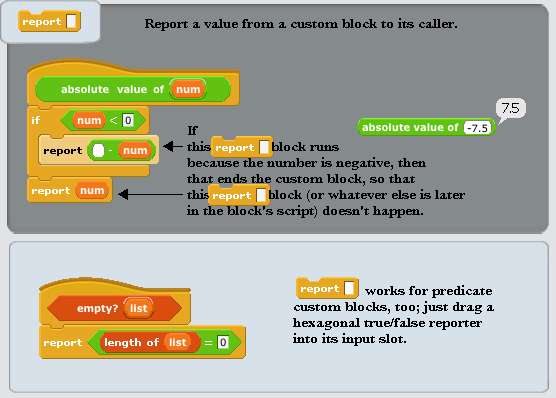 report
Report a value from a custom block to its caller.
absolute value of num
if num < 0
report - num
report num
absolute value of -7.5
7.5
If
this report block runs
because the number is negative, then
that ends the custom block, so that
this report block (or whatever else is later
in the block's script) doesn't happen.
empty? list
report length of list = 0
report works for predicate
custom blocks, too; just drag a
hexagonal true/false reporter
into its input slot.